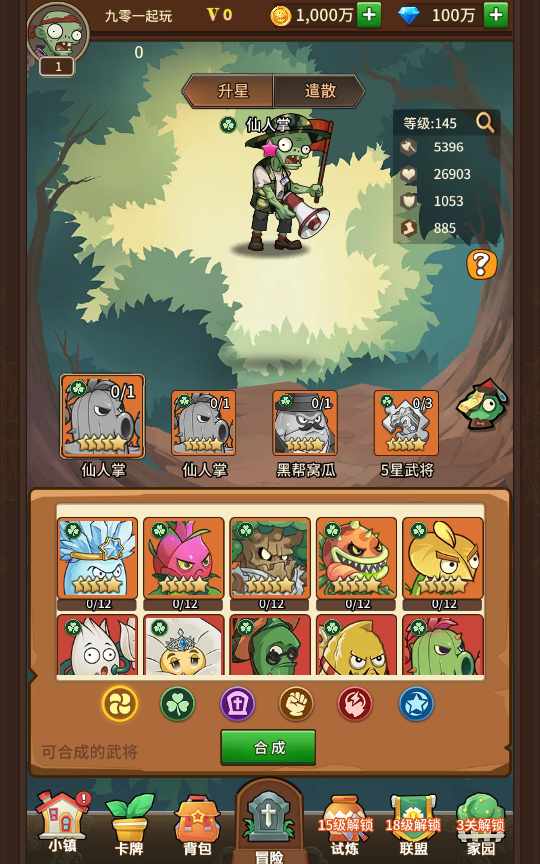 九零一起玩
V 0
1,000万
100万
1
0
升星
遣散
仙人掌
等级:145
5396
26903
1053
885
?
0/1
0/1
0/1
0/3
仙人掌
仙人掌
黑帮窝瓜
5星武将
0/12
0/12
0/12
0/12
0/12
可合成的武将
合成
15级解锁
18级解锁
3关解锁
小镇
卡牌
背包
冒险
试炼
联盟
家园